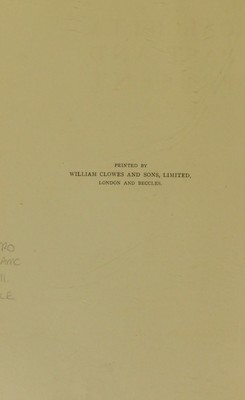 PRINTED BY
WILLIAM CLOWES AND SONS, LIMITED,
LONDON AND BECCLES.